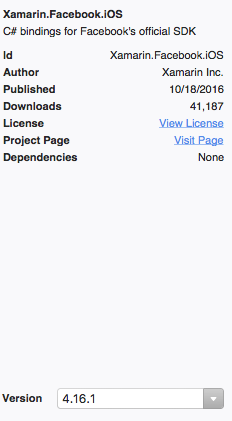 Xamarin.Facebook.iOS
C# bindings for Facebook's official SDK
Id Xamarin.Facebook.iOS
Author Xamarin Inc.
Published 10/18/2016
Downloads 41,187
License View License
Project Page Visit Page
Dependencies None
Version 4.16.1